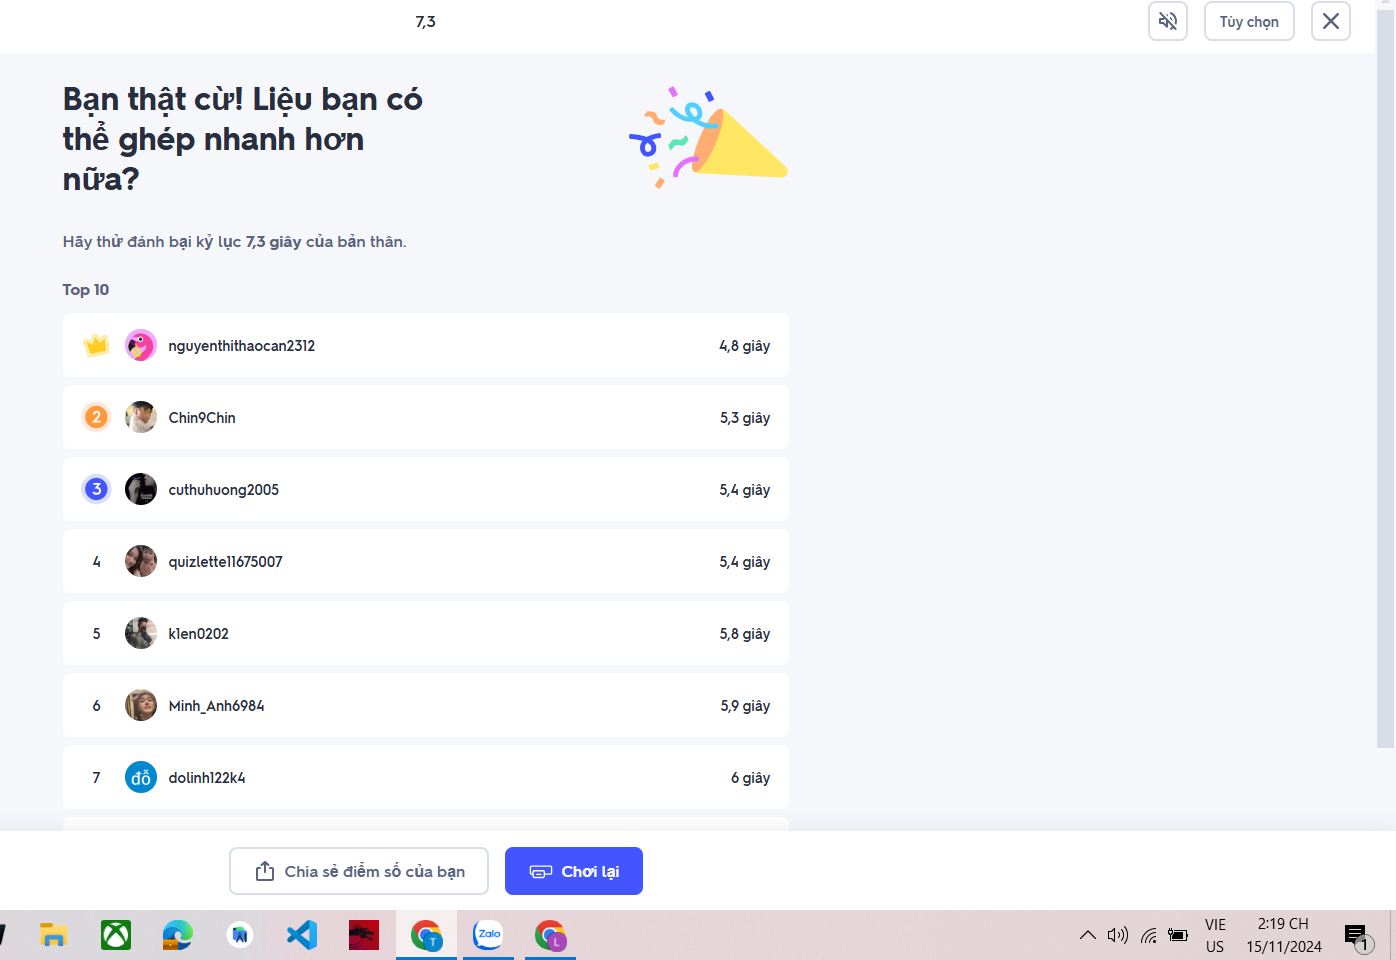 7,3
Tùy chọn
Bạn thật cừ! Liệu bạn có
thể ghép nhanh hơn
nữa?
Hãy thử đánh bại kỷ lục 7,3 giây của bản thân.
Top 10
nguyenthithaocan2312 4,8 giây
2 Chin9Chin 5,3 giây
3 cuthuhuong2005 5,4 giây
4 quizlette11675007 5,4 giây
5 k1en0202 5,8 giây
6 Minh_Anh6984 5,9 giây
7 đỗ dolinh122k4 6 giây
Chia sẻ điểm số của bạn
Chơi lại
AI
T
Zalo
L
VIE
US
2:19 CH
15/11/2024
1